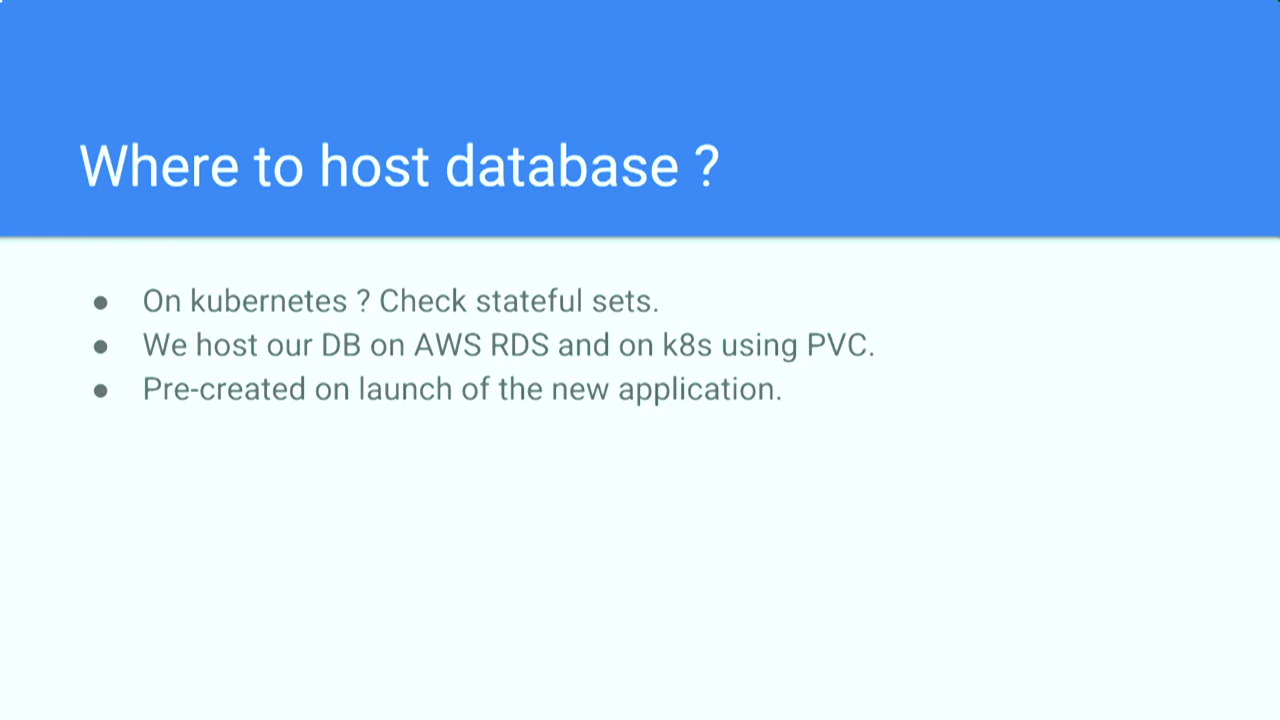 Where to host database ?
● On kubernetes ? Check stateful sets.
● We host our DB on AWS RDS and on k8s using PVC.
● Pre-created on launch of the new application.